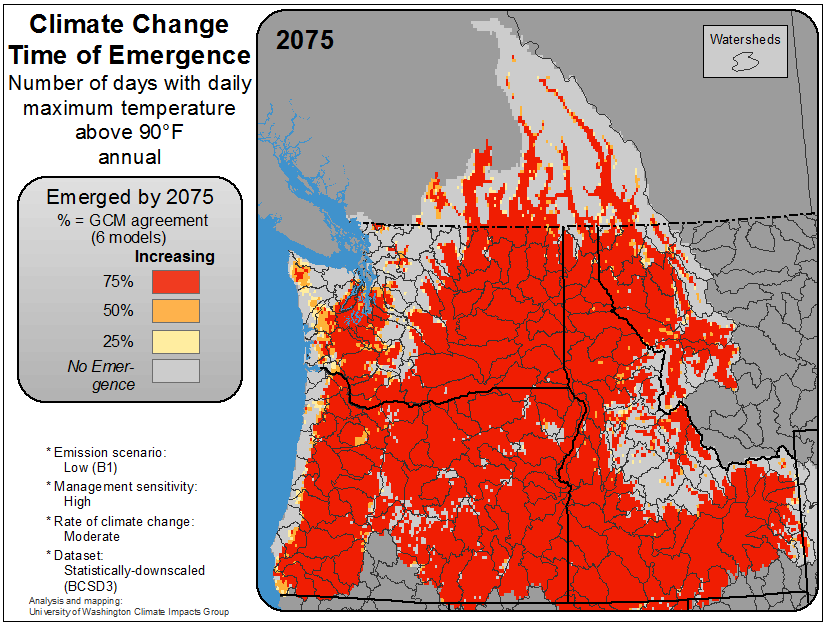 Climate Change
Time of Emergence
Number of days with daily
maximum temperature
above 90°F
annual
Emerged by 2075
% = GCM agreement
(6 models)
Increasing
75%
50%
25%
No Emer-
gence
* Emission scenario:
Low (B1)
* Management sensitivity:
High
* Rate of climate change:
Moderate
* Dataset:
Statistically-downscaled
(BCSD3)
Analysis and mapping:
University of Washington Climate Impacts Group
2075
Watersheds